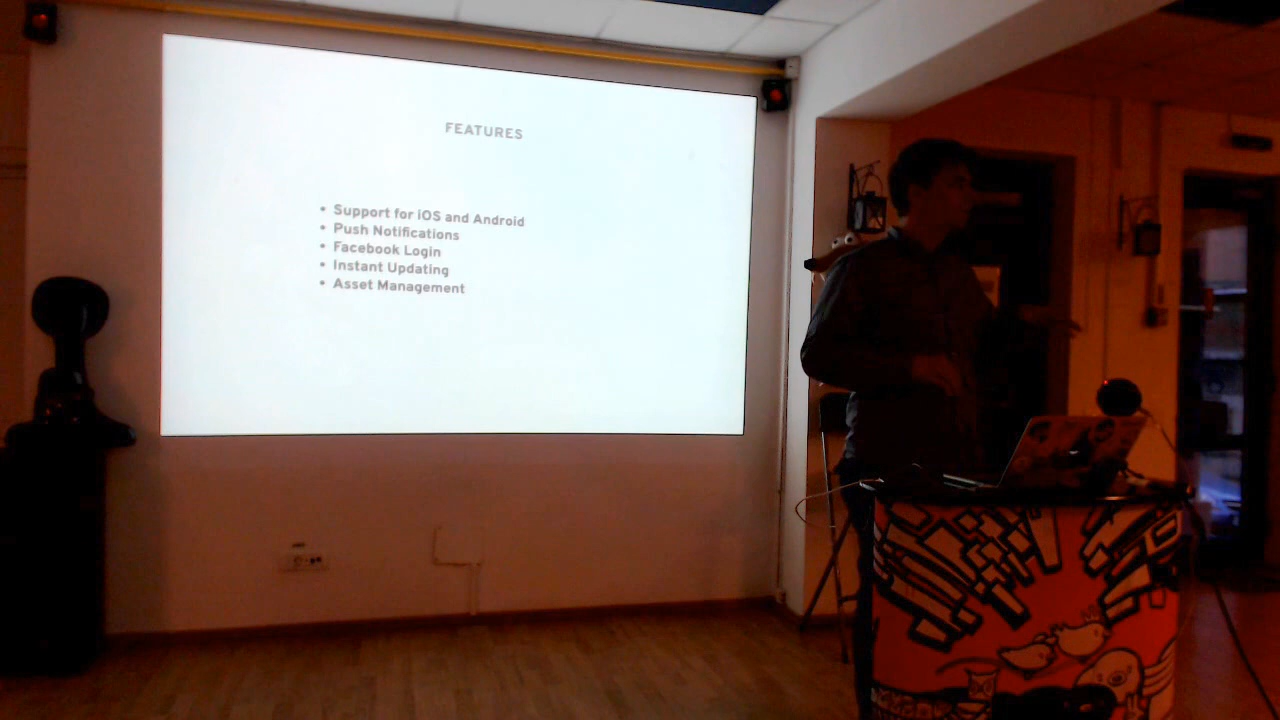 FEATURES
• Support for iOS and Android
• Push Notifications
• Facebook Login
• Instant Updating
• Asset Management